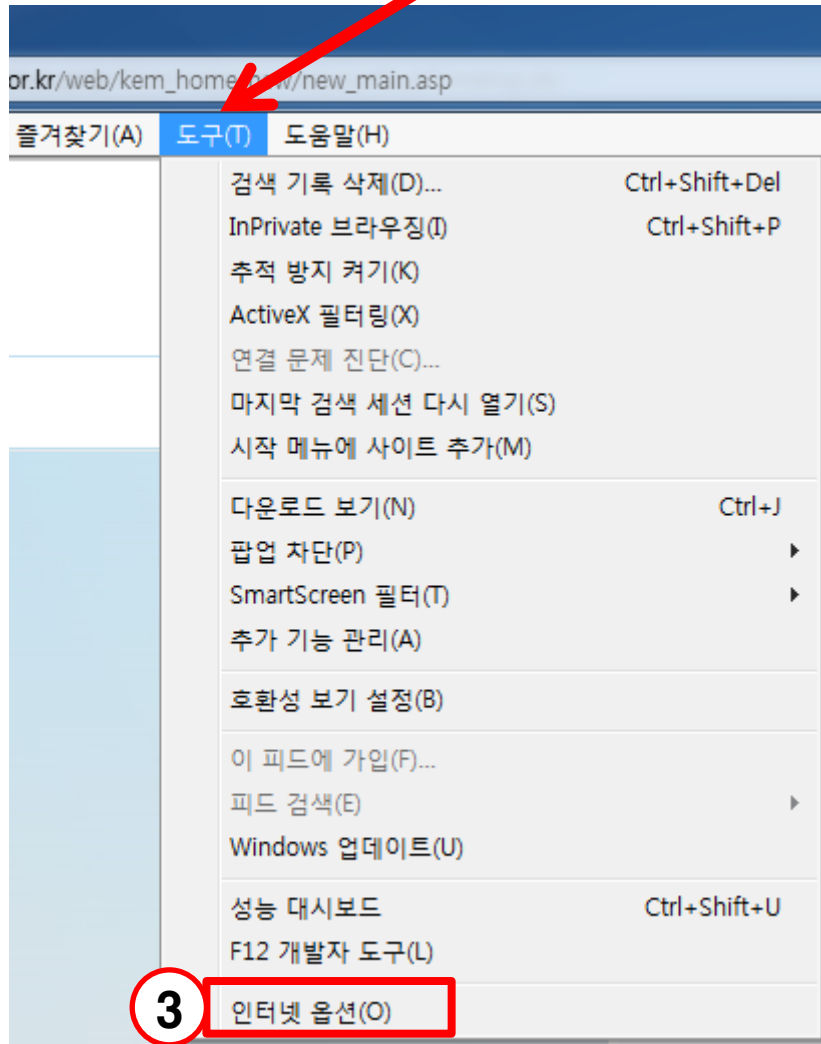 or.kr/web/kem_home_new/new_main.asp
즐겨찾기(A) 도구(T) 도움말(H)
검색 기록 삭제(D)... Ctrl+Shift+Del
InPrivate 브라우징(I) Ctrl+Shift+P
추적 방지 켜기(K)
ActiveX 필터링(X)
연결 문제 진단(C)...
마지막 검색 세션 다시 열기(S)
시작 메뉴에 사이트 추가(M)
다운로드 보기(N) Ctrl+J
팝업 차단(P)
SmartScreen 필터(T)
추가 기능 관리(A)
호환성 보기 설정(B)
이 피드에 가입(F)...
피드 검색(E)
Windows 업데이트(U)
성능 대시보드 Ctrl+Shift+U
F12 개발자 도구(L)
3 인터넷 옵션(O)